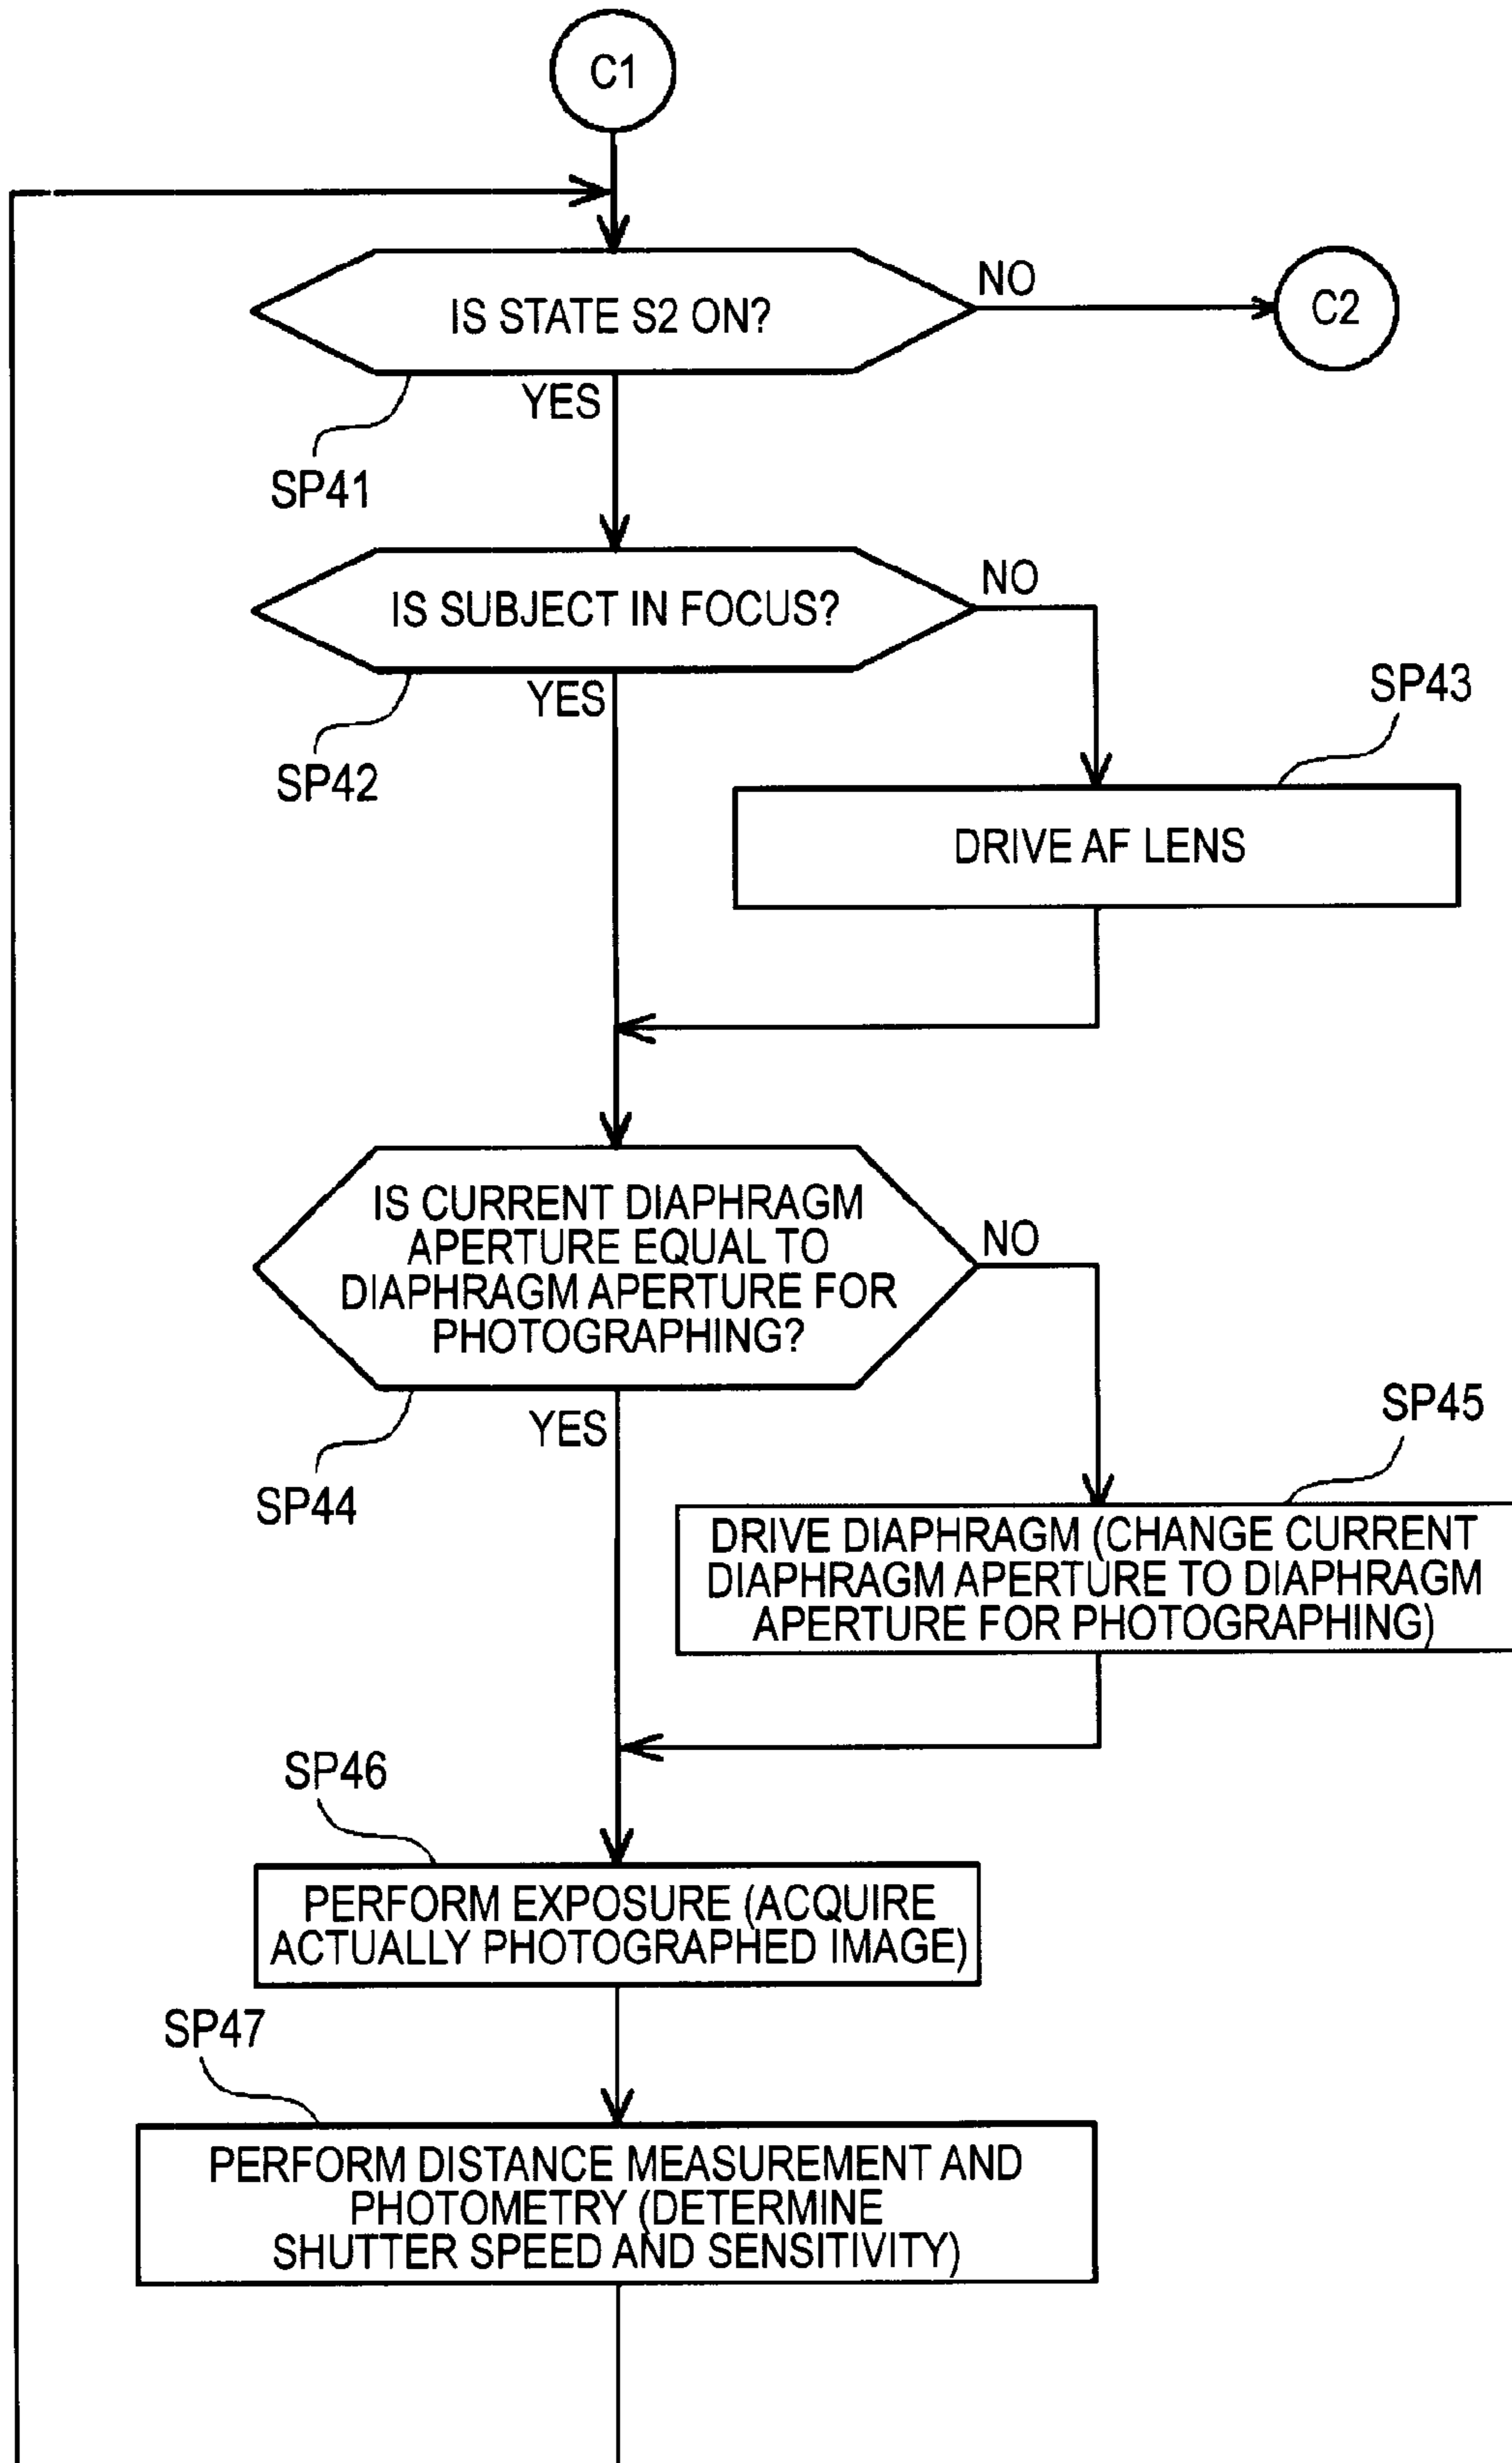 C1
IS STATE S2 ON?
NO
C2
YES
SP41
IS SUBJECT IN FOCUS?
NO
YES
SP42
SP43
DRIVE AF LENS
IS CURRENT DIAPHRAGM
APERTURE EQUAL TO
DIAPHRAGM APERTURE FOR
PHOTOGRAPHING?
NO
YES
SP44
SP45
DRIVE DIAPHRAGM (CHANGE CURRENT
DIAPHRAGM APERTURE TO DIAPHRAGM
APERTURE FOR PHOTOGRAPHING)
SP46
PERFORM EXPOSURE (ACQUIRE
ACTUALLY PHOTOGRAPHED IMAGE)
SP47
PERFORM DISTANCE MEASUREMENT AND
PHOTOMETRY (DETERMINE
SHUTTER SPEED AND SENSITIVITY)